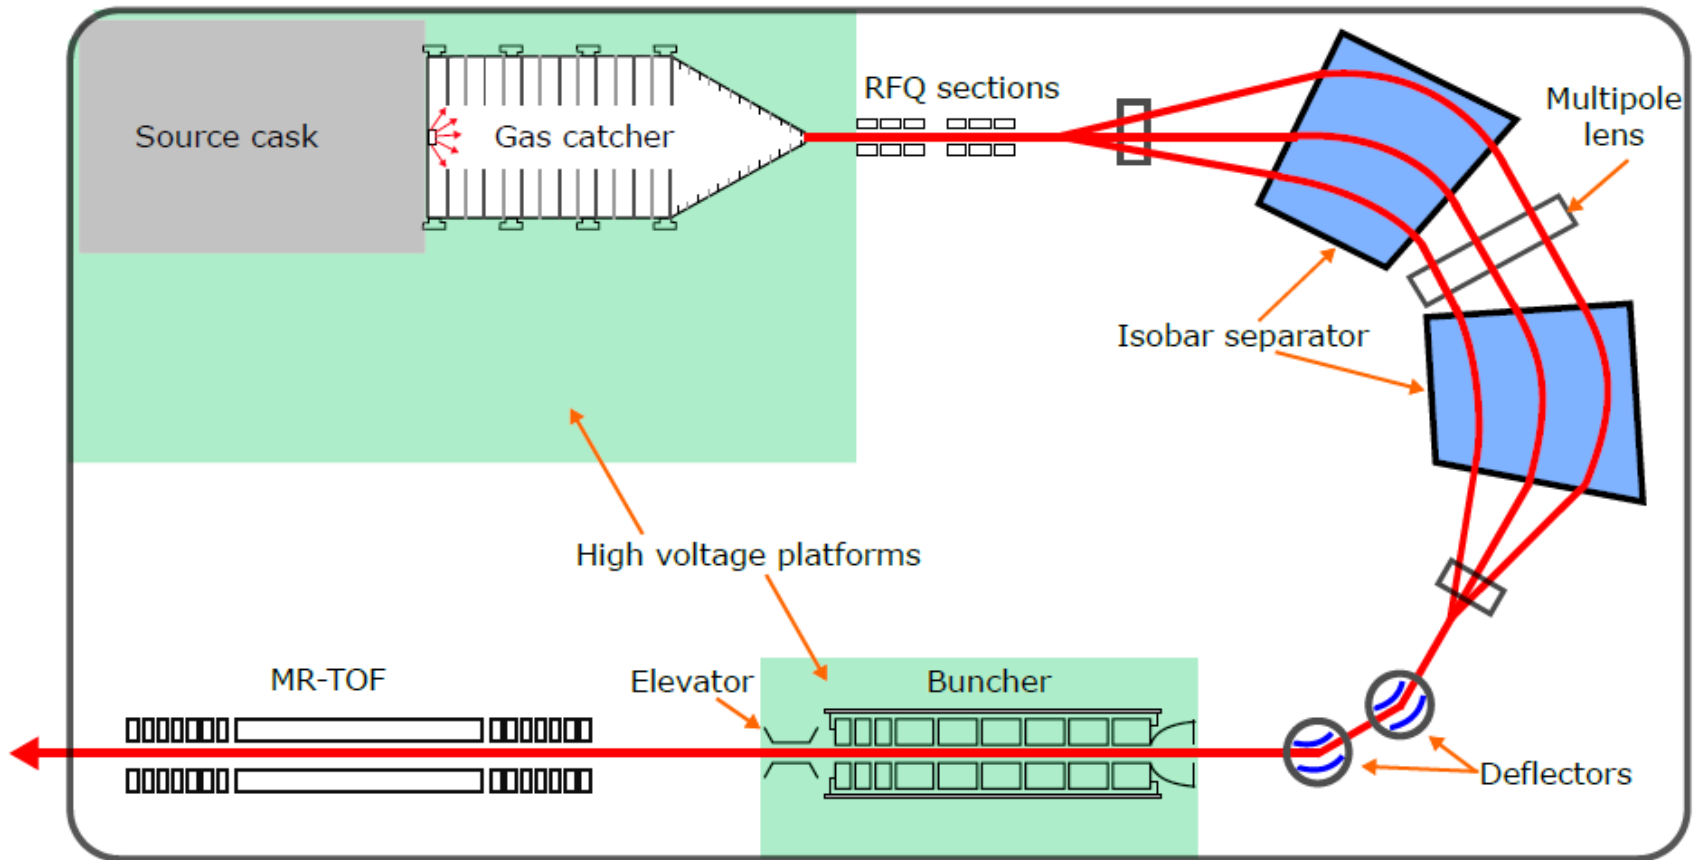 Source cask
Gas catcher
RFQ sections
Multipole
lens
Isobar separator
High voltage platforms
MR-TOF
Elevator
Buncher
Deflectors